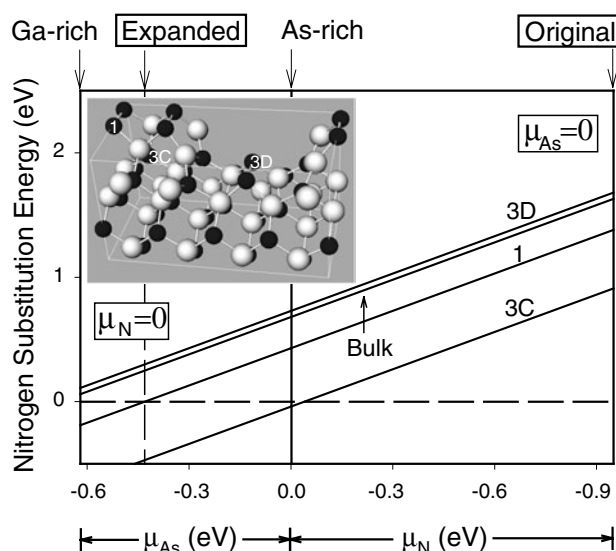 Ga-rich Expanded As-rich Original
Nitrogen Substitution Energy (eV)
2
1
0
1
3C
3D
μAs=0
μN=0
3D
1
3C
Bulk
-0.6 -0.3 0.0 -0.3 -0.6 -0.9
μAs (eV) μN (eV)